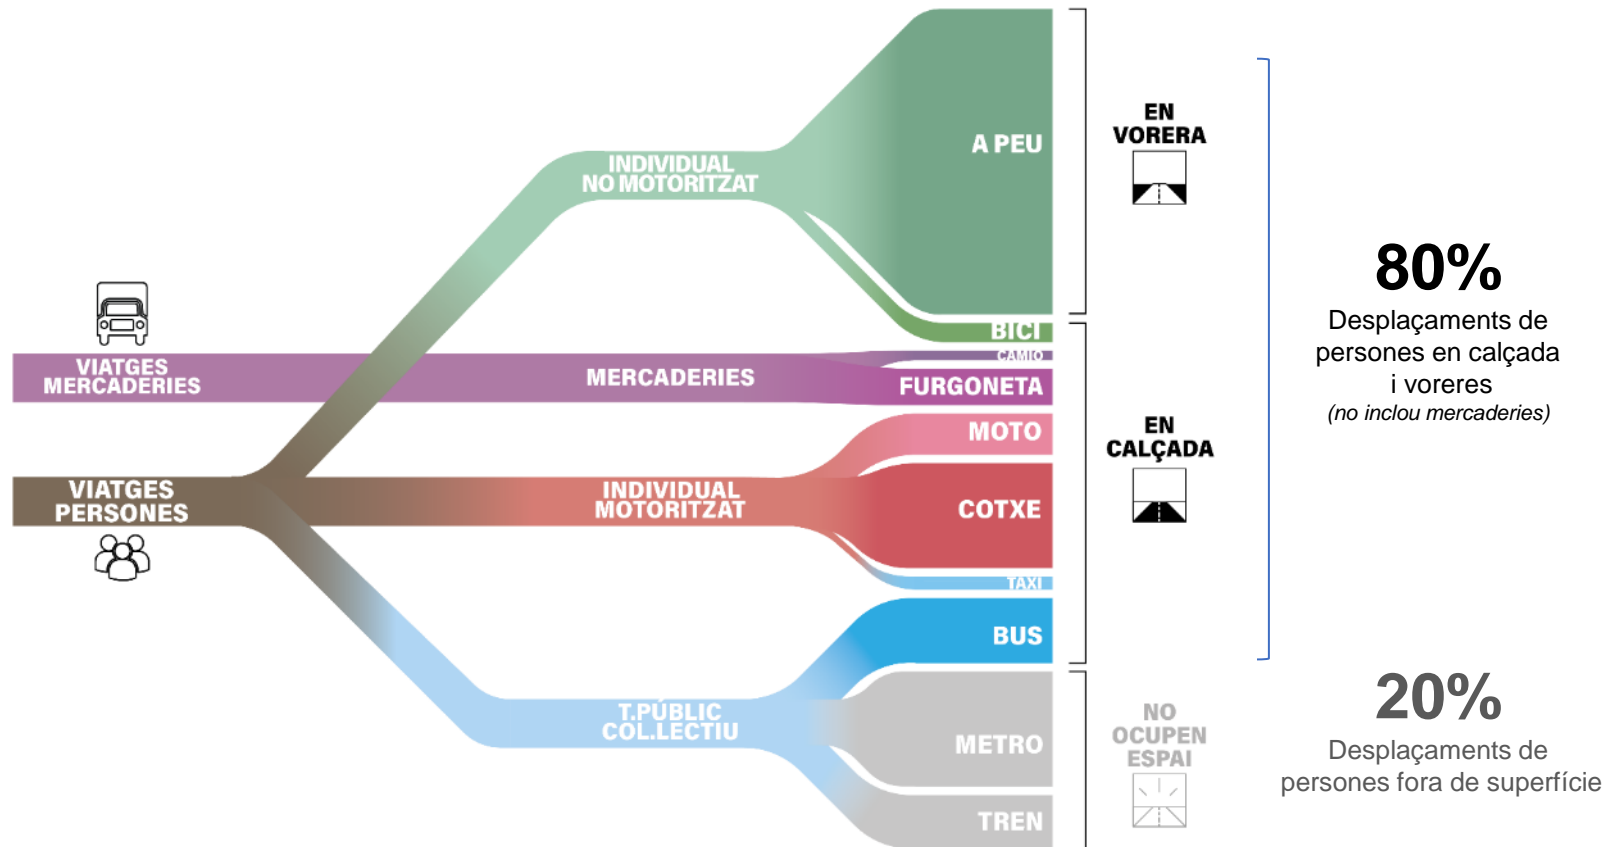 VIATGES
MERCADERIES
VIATGES
PERSONES
INDIVIDUAL
NO MOTORITZAT
MERCADERIES
INDIVIDUAL
MOTORITZAT
T.PÚBLIC
COL.LECTIU
A PEU
BICI
CAMIÓ
FURGONETA
MOTO
COTXE
TAXI
BUS
METRO
TREN
EN
VORERA
EN
CALÇADA
NO
OCUPEN
ESPAI
80%
Desplaçaments de
persones en calçada
i voreres
(no inclou mercaderies)
20%
Desplaçaments de
persones fora de superfície